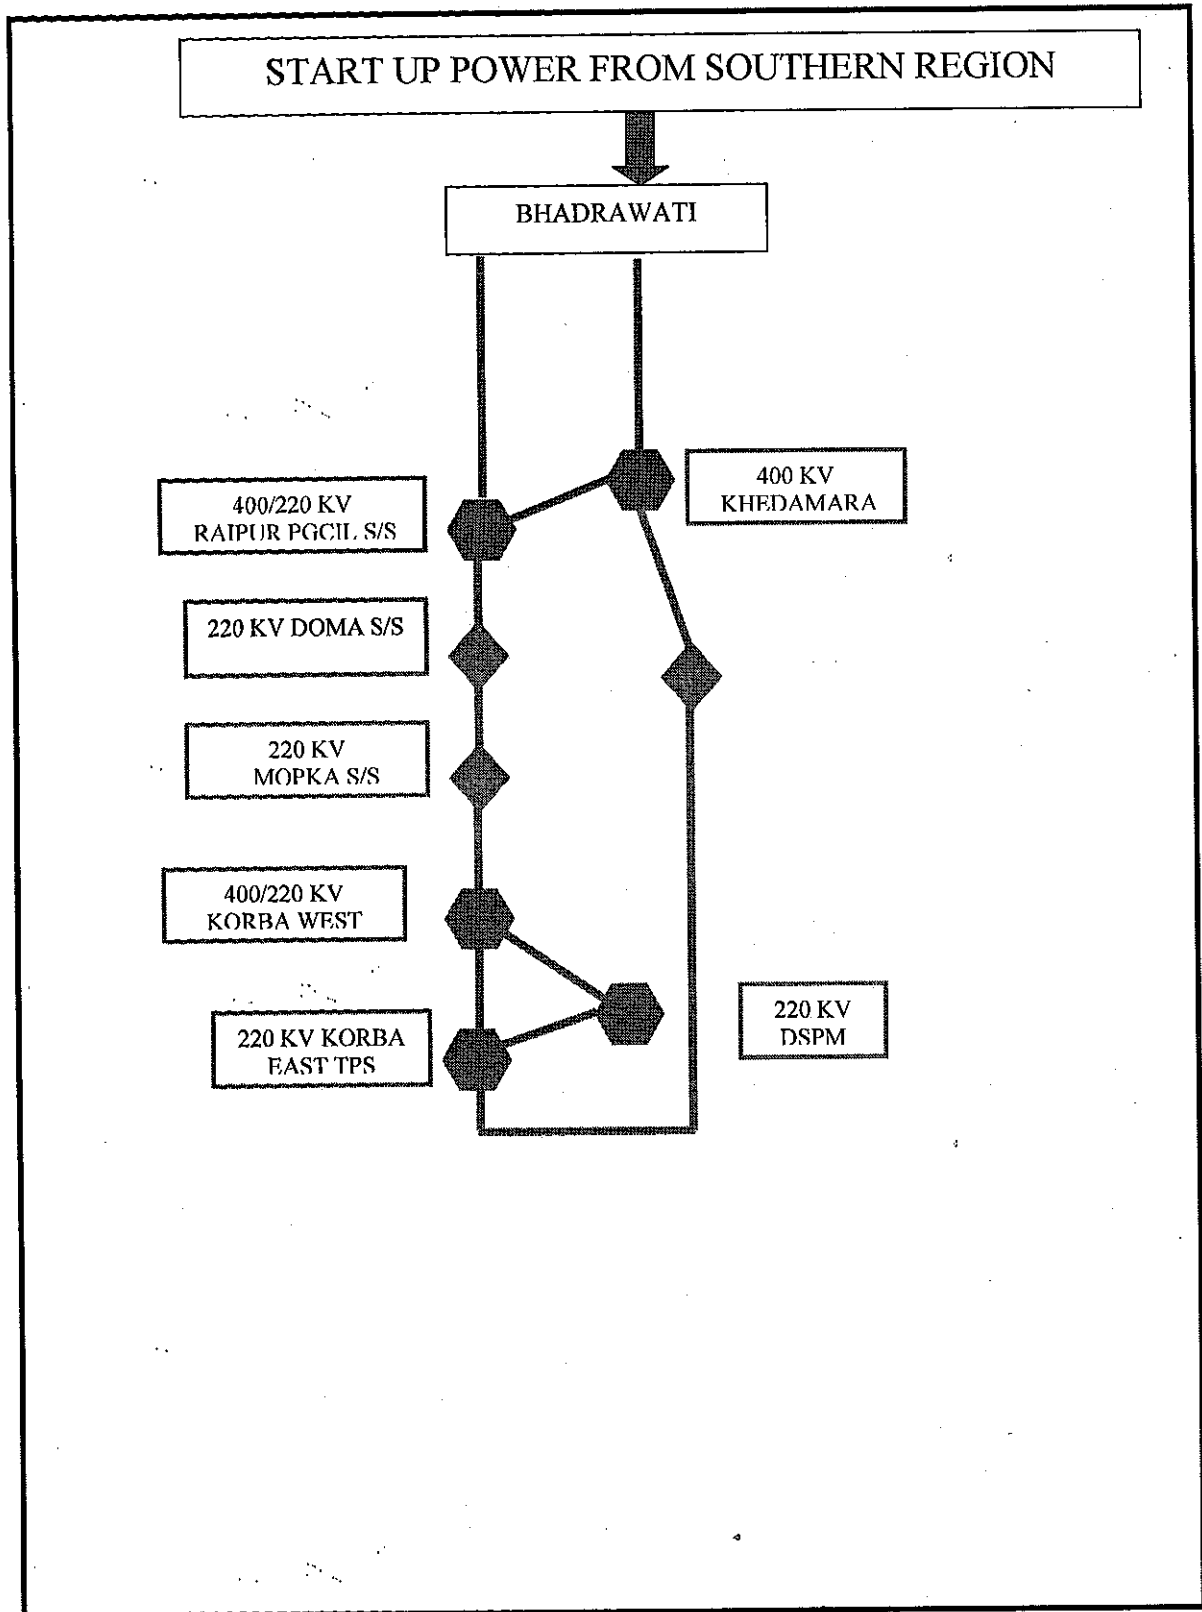 START UP POWER FROM SOUTHERN REGION
BHADRAWATI
400 KV
KHEDAMARA
400/220 KV
RAIPUR PGCIL S/S
220 KV DOMA S/S
220 KV
MOPKA S/S
400/220 KV
KORBA WEST
220 KV
DSPM
220 KV KORBA
EAST TPS